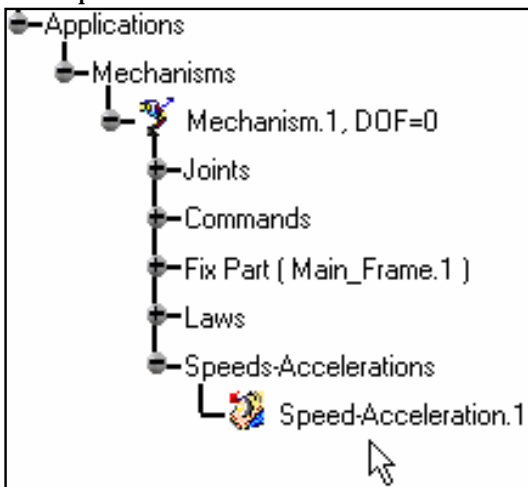 Applications
Mechanisms
Mechanism.1, DOF=0
Joints
Commands
Fix Part ( Main_Frame.1 )
Laws
Speeds-Accelerations
Speed-Acceleration.1